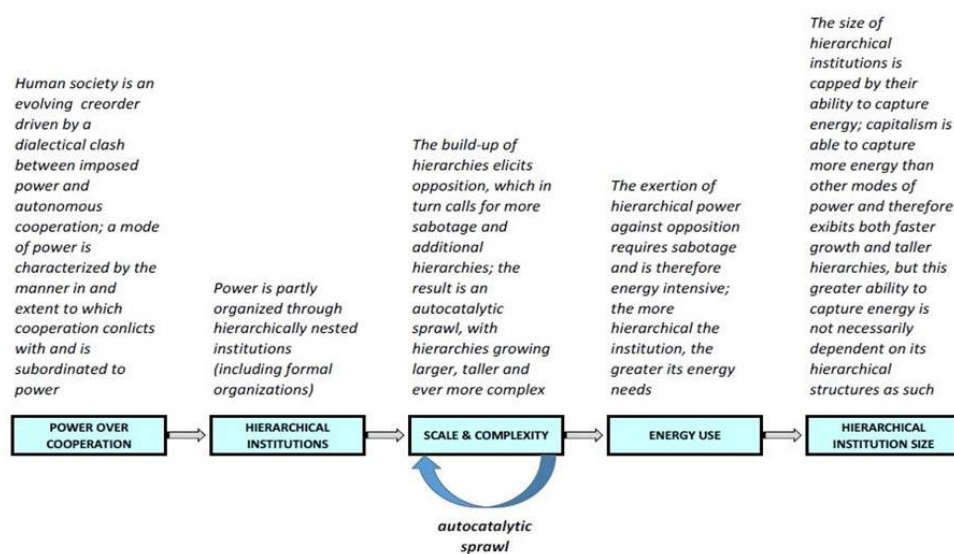 Human society is an
evolving creorder
driven by a
dialectical clash
between imposed
power and
autonomous
cooperation; a mode
of power is
characterized by the
manner in and
extent to which
cooperation conlicts
with and is
subordinated to
power
Power is partly
organized through
hierarchically nested
institutions
(including formal
organizations)
The build-up of
hierarchies elicits
opposition, which in
turn calls for more
sabotage and
additional
hierarchies; the
result is an
autocatalytic
sprawl, with
hierarchies growing
larger, taller and
ever more complex
The exertion of
hierarchical power
against opposition
requires sabotage
and is therefore
energy intensive;
the more
hierarchical the
institution, the
greater its energy
needs
The size of
hierarchical
institutions is
capped by their
ability to capture
energy; capitalism is
able to capture
more energy than
other modes of
power and therefore
exibits both faster
growth and taller
hierarchies, but this
greater ability to
capture energy is
not necessarily
dependent on its
hierarchical
structures as such
POWER OVER
COOPERATION
HIERARCHICAL
INSTITUTIONS
SCALE & COMPLEXITY
ENERGY USE
HIERARCHICAL
INSTITUTION SIZE
autocatalytic
sprawl